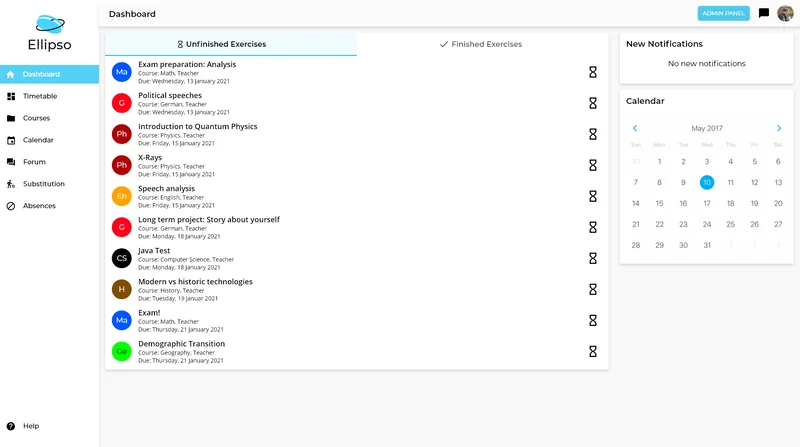 Ellipso
Dashboard
Timetable
Courses
Calendar
Forum
Substitution
Absences
Help
Dashboard
ADMIN PANEL
Unfinished Exercises
Finished Exercises
Ma
Exam preparation: Analysis
Course: Math, Teacher
Due: Wednesday, 13 January 2021
G
Political speeches
Course: German, Teacher
Due: Wednesday, 13 January 2021
Ph
Introduction to Quantum Physics
Course: Physics, Teacher
Due: Friday, 15 January 2021
Ph
X-Rays
Course: Physics, Teacher
Due: Friday, 15 January 2021
En
Speech analysis
Course: English, Teacher
Due: Friday, 15 January 2021
G
Long term project: Story about yourself
Course: German, Teacher
Due: Monday, 18 January 2021
CS
Java Test
Course: Computer Science, Teacher
Due: Monday, 18 January 2021
H
Modern vs historic technologies
Course: History, Teacher
Due: Tuesday, 19 Januar 2021
Ma
Exam!
Course: Math, Teacher
Due: Thursday, 21 January 2021
Ge
Demographic Transition
Course: Geography, Teacher
Due: Thursday, 21 January 2021
New Notifications
No new notifications
Calendar
May 2017
Sun Mon Tue Wed Thu Fri Sat
30 1 2 3 4 5 6
7 8 9 10 11 12 13
14 15 16 17 18 19 20
21 22 23 24 25 26 27
28 29 30 31 1 2 3